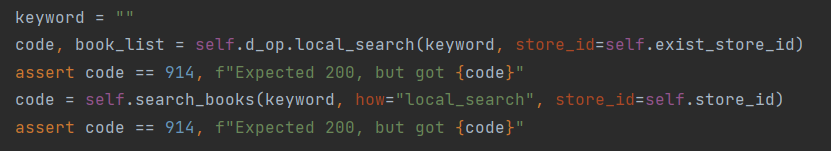 keyword = ""
code, book_list = self.d_op.local_search(keyword, store_id=self.exist_store_id)
assert code == 914, f"Expected 200, but got {code}"
code = self.search_books(keyword, how="local_search", store_id=self.store_id)
assert code == 914, f"Expected 200, but got {code}"